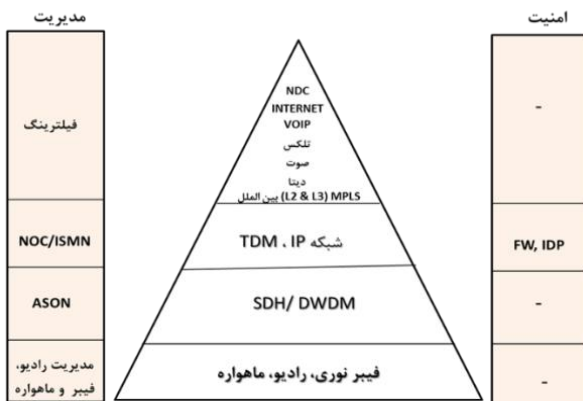 امنیت
مدیریت
-
فیلترینگ
NDC
INTERNET
VOIP
تلکس
صوت
دیتا
بین الملل (L2 & L3) MPLS
FW, IDP
شبکه TDM ، IP
NOC/ISMN
-
SDH/ DWDM
ASON
-
فیبر نوری، رادیو، ماهواره
مدیریت رادیو،
فیبر و ماهواره